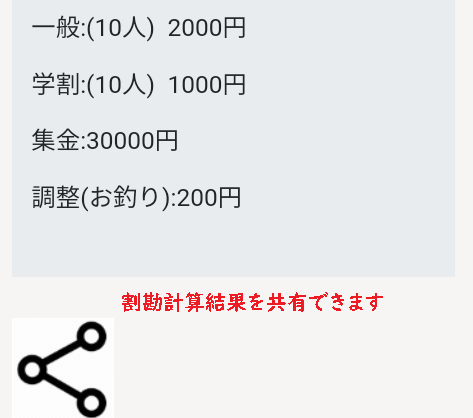 一般:(10人) 2000円
学割:(10人) 1000円
集金:30000円
調整(お釣り):200円
割勘計算結果を共有できます